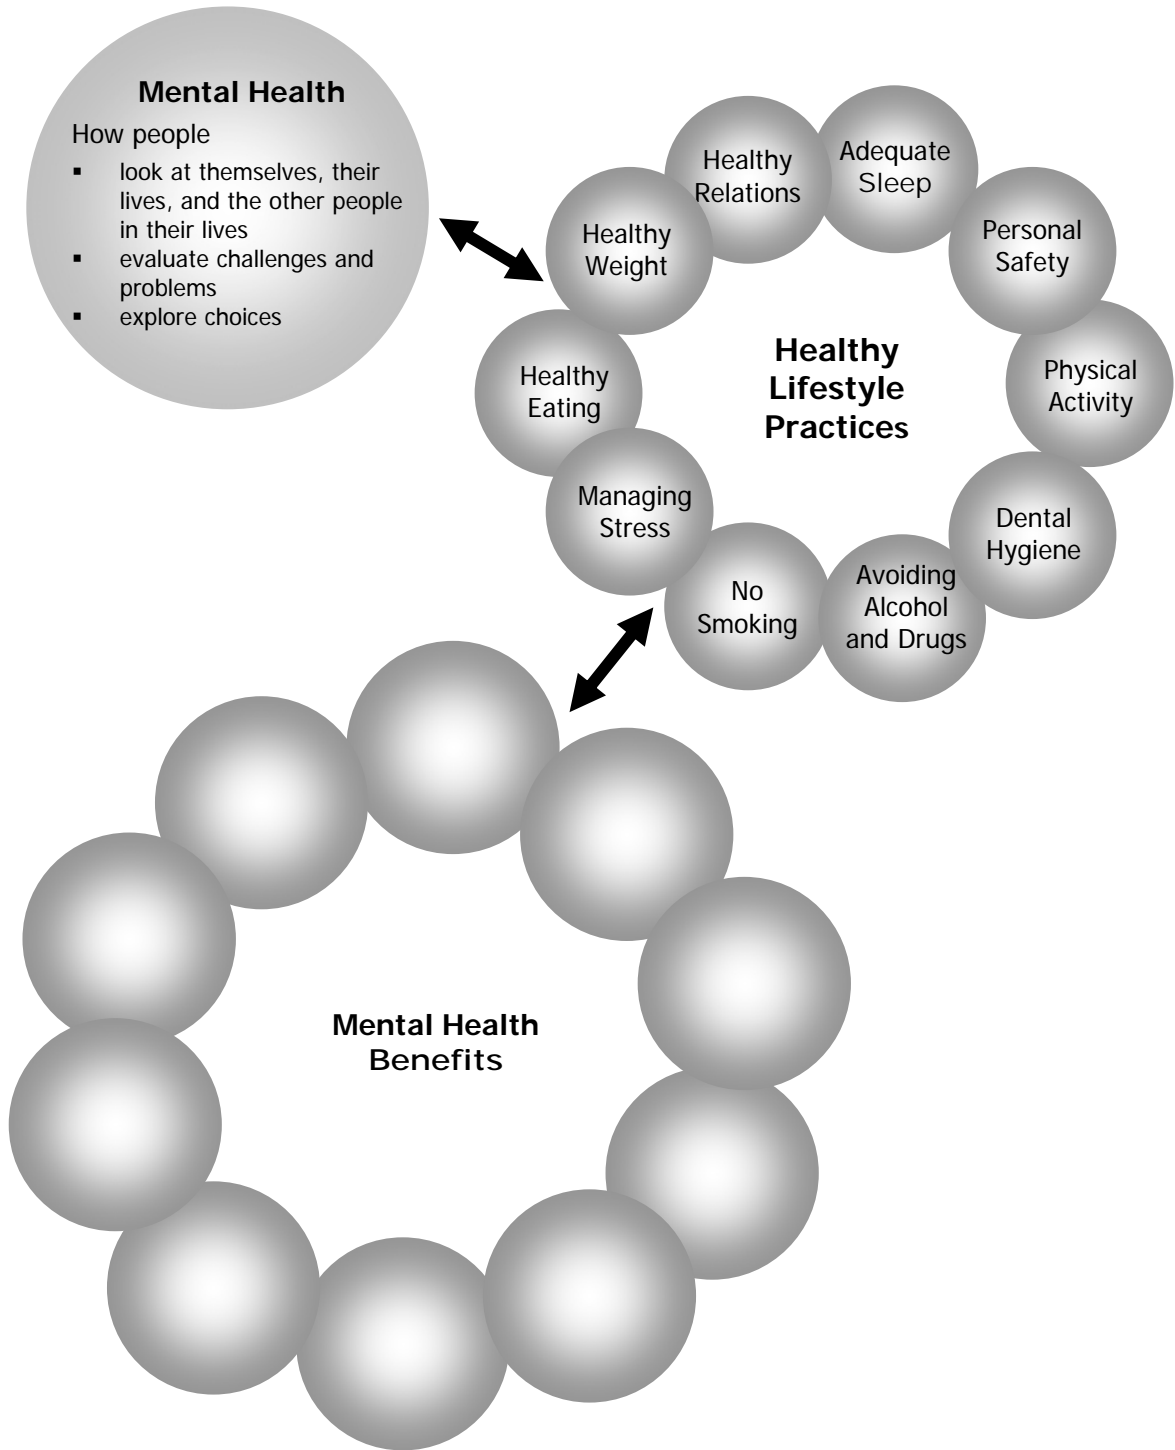 Mental Health
How people
▪ look at themselves, their
lives, and the other people
in their lives
▪ evaluate challenges and
problems
▪ explore choices
Healthy
Relations
Adequate
Sleep
Healthy
Weight
Personal
Safety
Healthy
Lifestyle
Practices
Healthy
Eating
Physical
Activity
Managing
Stress
Dental
Hygiene
No
Smoking
Avoiding
Alcohol
and Drugs
Mental Health
Benefits